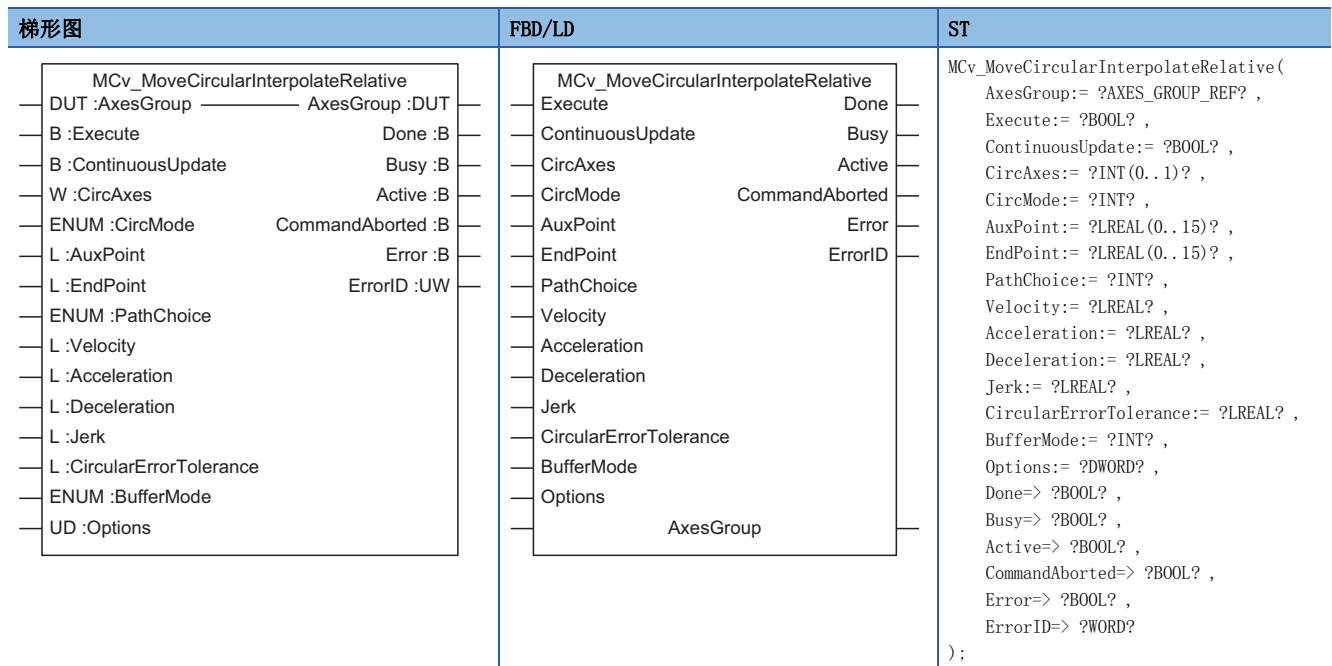 梯形图
FBD/LD
ST
MCv_MoveCircularInterpolateRelative
DUT :AxesGroup
AxesGroup :DUT
B :Execute
Done :B
B :ContinuousUpdate
Busy :B
W :CircAxes
Active :B
ENUM :CircMode
CommandAborted :B
L :AuxPoint
Error :B
L :EndPoint
ErrorID :UW
ENUM :PathChoice
L :Velocity
L :Acceleration
L :Deceleration
L :Jerk
L :CircularErrorTolerance
ENUM :BufferMode
UD :Options
MCv_MoveCircularInterpolateRelative
Execute
Done
ContinuousUpdate
Busy
CircAxes
Active
CircMode
CommandAborted
AuxPoint
Error
EndPoint
ErrorID
PathChoice
Velocity
Acceleration
Deceleration
Jerk
CircularErrorTolerance
BufferMode
Options
AxesGroup
MCv_MoveCircularInterpolateRelative(
AxesGroup:= ?AXES_GROUP_REF? ,
Execute:= ?BOOL? ,
ContinuousUpdate:= ?BOOL? ,
CircAxes:= ?INT(0..1)? ,
CircMode:= ?INT? ,
AuxPoint:= ?LREAL(0..15)? ,
EndPoint:= ?LREAL(0..15)? ,
PathChoice:= ?INT? ,
Velocity:= ?LREAL? ,
Acceleration:= ?LREAL? ,
Deceleration:= ?LREAL? ,
Jerk:= ?LREAL? ,
CircularErrorTolerance:= ?LREAL? ,
BufferMode:= ?INT? ,
Options:= ?DWORD? ,
Done=> ?BOOL? ,
Busy=> ?BOOL? ,
Active=> ?BOOL? ,
CommandAborted=> ?BOOL? ,
Error=> ?BOOL? ,
ErrorID=> ?WORD?
);